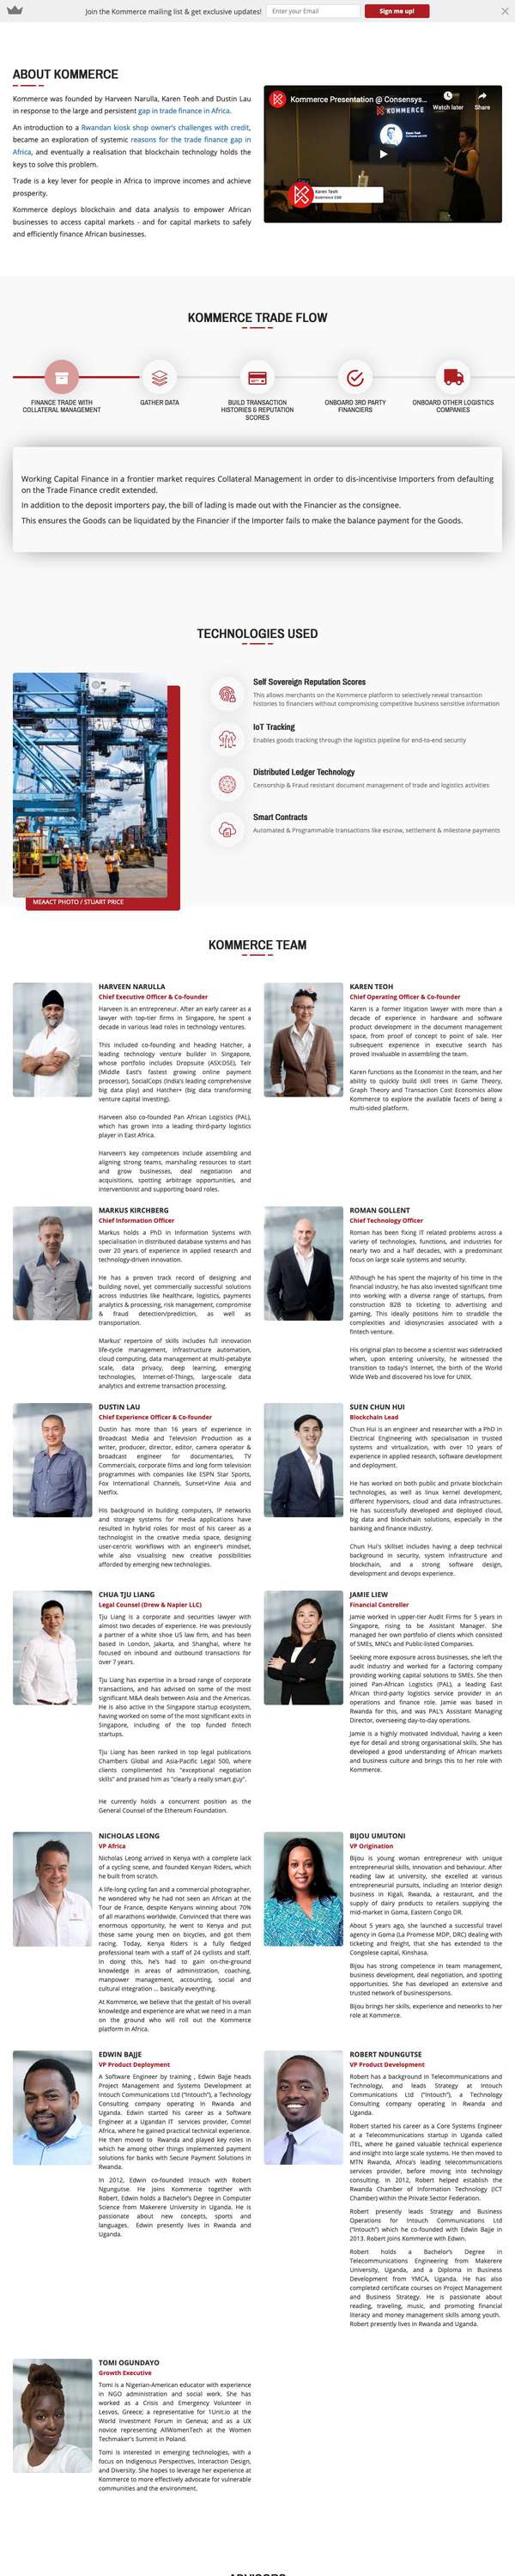 Join the Kommerce mailing list & get exclusive updates!
Enter your Email
Sign me up!
ABOUT KOMMERCE
Kommerce was founded by Harveen Narulla, Karen Teoh and Dustin Lau
in response to the large and persistent gap in trade finance in Africa.
An introduction to a Rwandan kiosk shop owner's challenges with credit,
became an exploration of systemic reasons for the trade finance gap in
Africa, and eventually a realisation that blockchain technology holds the
keys to solve this problem.
Trade is a key lever for people in Africa to improve incomes and achieve
prosperity.
Kommerce deploys blockchain and data analysis to empower African
businesses to access capital markets - and for capital markets to safely
and efficiently finance African businesses.
Kommerce Presentation @ Consensys...
Watch later
Share
KOMMERCE
Karen Teoh
KOMMERCE TRADE FLOW
FINANCE TRADE WITH
COLLATERAL MANAGEMENT
GATHER DATA
BUILD TRANSACTION
HISTORIES & REPUTATION
SCORES
ONBOARD 3RD PARTY
FINANCIERS
ONBOARD OTHER LOGISTICS
COMPANIES
Working Capital Finance in a frontier market requires Collateral Management in order to dis-incentivise Importers from defaulting
on the Trade Finance credit extended.
In addition to the deposit importers pay, the bill of lading is made out with the Financier as the consignee.
This ensures the Goods can be liquidated by the Financier if the Importer fails to make the balance payment for the Goods.
TECHNOLOGIES USED
Self Sovereign Reputation Scores
This allows merchants on the Kommerce platform to selectively reveal transaction
histories to financiers without compromising competitive business sensitive information
IoT Tracking
Enables goods tracking through the logistics pipeline for end-to-end security
Distributed Ledger Technology
Censorship & Fraud resistant document management of trade and logistics activities
Smart Contracts
Automated & Programmable transactions like escrow, settlement & milestone payments
MEAACT PHOTO / STUART PRICE
KOMMERCE TEAM
HARVEEN NARULLA
Chief Executive Officer & Co-founder
Harveen is an entrepreneur. After an early career as a
lawyer with top-tier firms in Singapore, he spent a
decade in various lead roles in technology ventures.
This included co-founding and heading Hatcher, a
leading technology venture builder in Singapore,
whose portfolio includes Dropsuite (ASX:DSE), Telr
(Middle East's fastest growing online payment
processor), SocialCops (India's leading comprehensive
big data play) and Hatcher+ (big data transforming
venture capital investing).
Harveen also co-founded Pan African Logistics (PAL),
which has grown into a leading third-party logistics
player in East Africa.
Harveen's key competences include assembling and
aligning strong teams, marshaling resources to start
and grow businesses, deal negotiation and
acquisitions, spotting arbitrage opportunities, and
interventionist and supporting board roles.
KAREN TEOH
Chief Operating Officer & Co-founder
Karen is a former litigation lawyer with more than a
decade of experience in hardware and software
product development in the document management
space, from proof of concept to point of sale. Her
subsequent experience in executive search has
proved invaluable in assembling the team.
Karen functions as the Economist in the team, and her
ability to quickly build skill trees in Game Theory,
Graph Theory and Transaction Cost Economics allow
Kommerce to explore the available facets of being a
multi-sided platform.
MARKUS KIRCHBERG
Chief Information Officer
Markus holds a PhD in Information Systems with
specialisation in distributed database systems and has
over 20 years of experience in applied research and
technology-driven innovation.
He has a proven track record of designing and
building novel, yet commercially successful solutions
across industries like healthcare, logistics, payments
analytics & processing, risk management, compromise
& fraud detection/prediction, as well as
transportation.
Markus' repertoire of skills includes full innovation
life-cycle management, infrastructure automation,
cloud computing, data management at multi-petabyte
scale, data privacy, deep learning, emerging
technologies, Internet-of-Things, large-scale data
analytics and extreme transaction processing.
ROMAN GOLLENT
Chief Technology Officer
Roman has been fixing IT related problems across a
variety of technologies, functions, and industries for
nearly two and a half decades, with a predominant
focus on large scale systems and security.
Although he has spent the majority of his time in the
financial industry, he has also invested significant time
into working with a diverse range of startups, from
construction B2B to ticketing to advertising and
gaming. This ideally positions him to straddle the
complexities and idiosyncrasies associated with a
fintech venture.
His original plan to become a scientist was sidetracked
when, upon entering university, he witnessed the
transition to today's Internet, the birth of the World
Wide Web and discovered his love for UNIX.
DUSTIN LAU
Chief Experience Officer & Co-founder
Dustin has more than 16 years of experience in
Broadcast Media and Television Production as a
writer, producer, director, editor, camera operator &
broadcast engineer for documentaries, TV
Commercials, corporate films and long form television
programmes with companies like ESPN Star Sports,
Fox International Channels, Sunset+Vine Asia and
Netflix.
His background in building computers, IP networks
and storage systems for media applications have
resulted in hybrid roles for most of his career as a
technologist in the creative media space, designing
user-centric workflows with an engineer's mindset,
while also visualising new creative possibilities
afforded by emerging new technologies.
SUEN CHUN HUI
Blockchain Lead
Chun Hui is an engineer and researcher with a PhD in
Electrical Engineering with specialisation in trusted
systems and virtualization, with over 10 years of
experience in applied research, software development
and deployment.
He has worked on both public and private blockchain
technologies, as well as linux kernel development,
different hypervisors, cloud and data infrastructures.
He has successfully developed and deployed cloud,
big data and blockchain solutions, especially in the
banking and finance industry.
Chun Hui's skillset includes having a deep technical
background in security, system infrastructure and
blockchain, and a strong software design,
development and devops experience.
CHUA TJU LIANG
Legal Counsel (Drew & Napier LLC)
Tju Liang is a corporate and securities lawyer with
almost two decades of experience. He was previously
a partner of a white shoe US law firm, and has been
based in London, Jakarta, and Shanghai, where he
focused on inbound and outbound transactions for
over 7 years.
Tju Liang has expertise in a broad range of corporate
transactions, and has advised on some of the most
significant M&A deals between Asia and the Americas.
He is also active in the Singapore startup ecosystem,
having worked on some of the most significant exits in
Singapore, including of the top funded fintech
startups.
Tju Liang has been ranked in top legal publications
Chambers Global and Asia-Pacific Legal 500, where
clients complimented his "exceptional negotiation
skills" and praised him as "clearly a really smart guy".
He currently holds a concurrent position as the
General Counsel of the Ethereum Foundation.
JAMIE LIEW
Financial Controller
Jamie worked in upper-tier Audit Firms for 5 years in
Singapore, rising to be Assistant Manager. She
managed her own portfolio of clients which consisted
of SMEs, MNCs and Public-listed Companies.
Seeking more exposure across businesses, she left the
audit industry and worked for a factoring company
providing working capital solutions to SMEs. She then
joined Pan-African Logistics (PAL), a leading East
African third-party logistics service provider in an
operations and finance role. Jamie was based in
Rwanda for this, and was PAL's Assistant Managing
Director, overseeing day-to-day operations.
Jamie is a highly motivated Individual, having a keen
eye for detail and strong organisational skills. She has
developed a good understanding of African markets
and business culture and brings this to her role with
Kommerce.
NICHOLAS LEONG
VP Africa
Nicholas Leong arrived in Kenya with a complete lack
of a cycling scene, and founded Kenyan Riders, which
he built from scratch.
A life-long cycling fan and a commercial photographer,
he wondered why he had not seen an African at the
Tour de France, despite Kenyans winning about 70%
of all marathons worldwide. Convinced that there was
enormous opportunity, he went to Kenya and put
those same young men on bicycles, and got them
racing. Today, Kenya Riders is a fully fledged
professional team with a staff of 24 cyclists and staff.
In doing this, he's had to gain on-the-ground
knowledge in areas of administration, coaching,
manpower management, accounting, social and
cultural integration ... basically everything.
At Kommerce, we believe that the gestalt of his overall
knowledge and experience are what we need in a man
on the ground who will roll out the Kommerce
platform in Africa.
BIJOU UMUTONI
VP Origination
Bijou is young woman entrepreneur with unique
entrepreneurial skills, innovation and behaviour. After
reading law at university, she excelled at various
entrepreneurial pursuits, including an Interior design
business in Kigali, Rwanda, a restaurant, and the
supply of dairy products to retailers supplying the
mid-market in Goma, Eastern Congo DR.
About 5 years ago, she launched a successful travel
agency in Goma (La Promesse MDP, DRC) dealing with
ticketing and freight, that she has extended to the
Congolese capital, Kinshasa.
Bijou has strong competence in team management,
business development, deal negotiation, and spotting
opportunities. She has developed an extensive and
trusted network of businesspersons.
Bijou brings her skills, experience and networks to her
role at Kommerce.
EDWIN BAJJE
VP Product Deployment
A Software Engineer by training , Edwin Bajje heads
Project Management and Systems Development at
Intouch Communications Ltd ("Intouch"), a Technology
Consulting company operating in Rwanda and
Uganda. Edwin started his career as a Software
Engineer at a Ugandan IT services provider, Comtel
Africa, where he gained practical technical experience.
He then moved to Rwanda and played key roles in
which he among other things implemented payment
solutions for banks with Secure Payment Solutions in
Rwanda.
In 2012, Edwin co-founded Intouch with Robert
Ngungutse. He joins Kommerce together with
Robert, Edwin holds a Bachelor's Degree in Computer
Science from Makerere University in Uganda. He is
passionate about new concepts, sports and
languages. Edwin presently lives in Rwanda and
Uganda.
ROBERT NDUNGUTSE
VP Product Development
Robert has a background in Telecommunications and
Technology, and leads Strategy at Intouch
Communications Ltd ("Intouch"), a Technology
Consulting company operating in Rwanda and
Uganda.
Robert started his career as a Core Systems Engineer
at a Telecommunications startup in Uganda called
iTEL, where he gained valuable technical experience
and insight into large scale systems. He then moved to
MTN Rwanda, Africa's leading telecommunications
services provider, before moving into technology
consulting. In 2012, Robert helped establish the
Rwanda Chamber of Information Technology (ICT
Chamber) within the Private Sector Federation.
Robert presently leads Strategy and Business
Operations for Intouch Communications Ltd
("Intouch") which he co-founded with Edwin Bajje in
2013. Robert joins Kommerce with Edwin.
Robert holds a Bachelor's Degree in
Telecommunications Engineering from Makerere
University, Uganda, and a Diploma in Business
Development from YMCA, Uganda. He has also
completed certificate courses on Project Management
and Business Strategy. He is passionate about
reading, traveling, music, and promoting financial
literacy and money management skills among youth.
Robert presently lives in Rwanda and Uganda.
TOMI OGUNDAYO
Growth Executive
Tomi is a Nigerian-American educator with experience
in NGO administration and social work. She has
worked as a Crisis and Emergency Volunteer in
Lesvos, Greece; a representative for 1Unit.io at the
World Investment Forum in Geneva; and as a UX
novice representing AllWomenTech at the Women
Techmaker's Summit in Poland.
Tomi is interested in emerging technologies, with a
focus on Indigenous Perspectives, Interaction Design,
and Diversity. She hopes to leverage her experience at
Kommerce to more effectively advocate for vulnerable
communities and the environment.